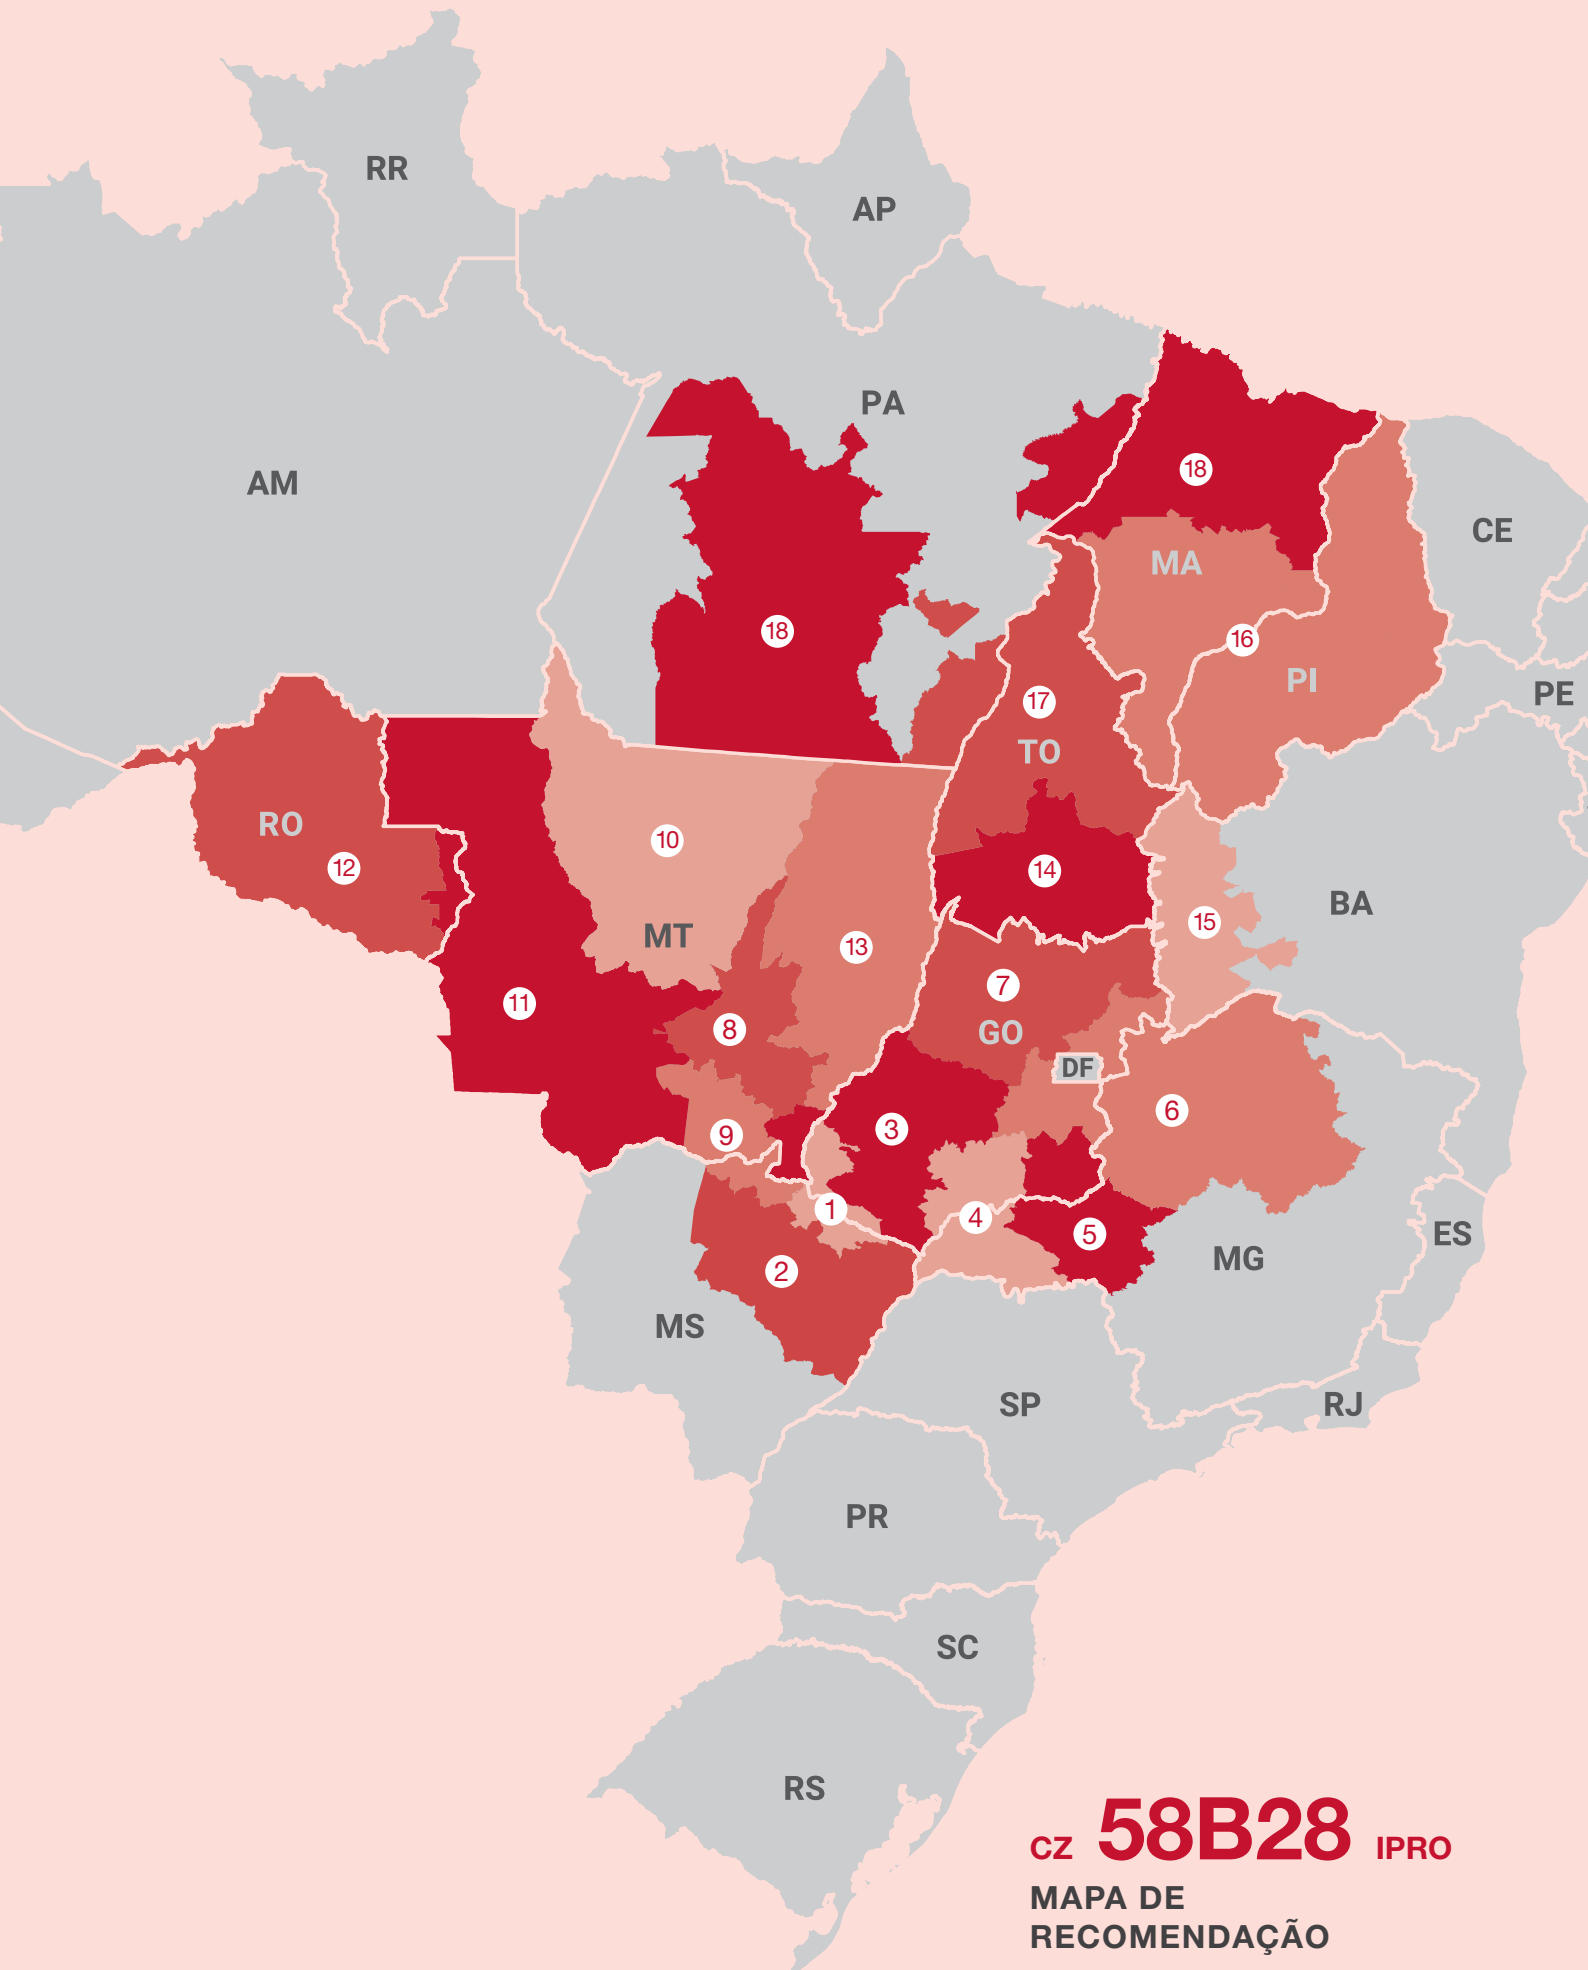 RR
AP
PA
AM
18
CE
MA
18
16
PI
PE
17
TO
RO
12
10
14
MT
13
15
BA
11
7
8
GO
DF
6
3
9
1
4
5
ES
MG
2
MS
SP
RJ
PR
SC
RS
CZ 58B28 IPRO
MAPA DE
RECOMENDAÇÃO